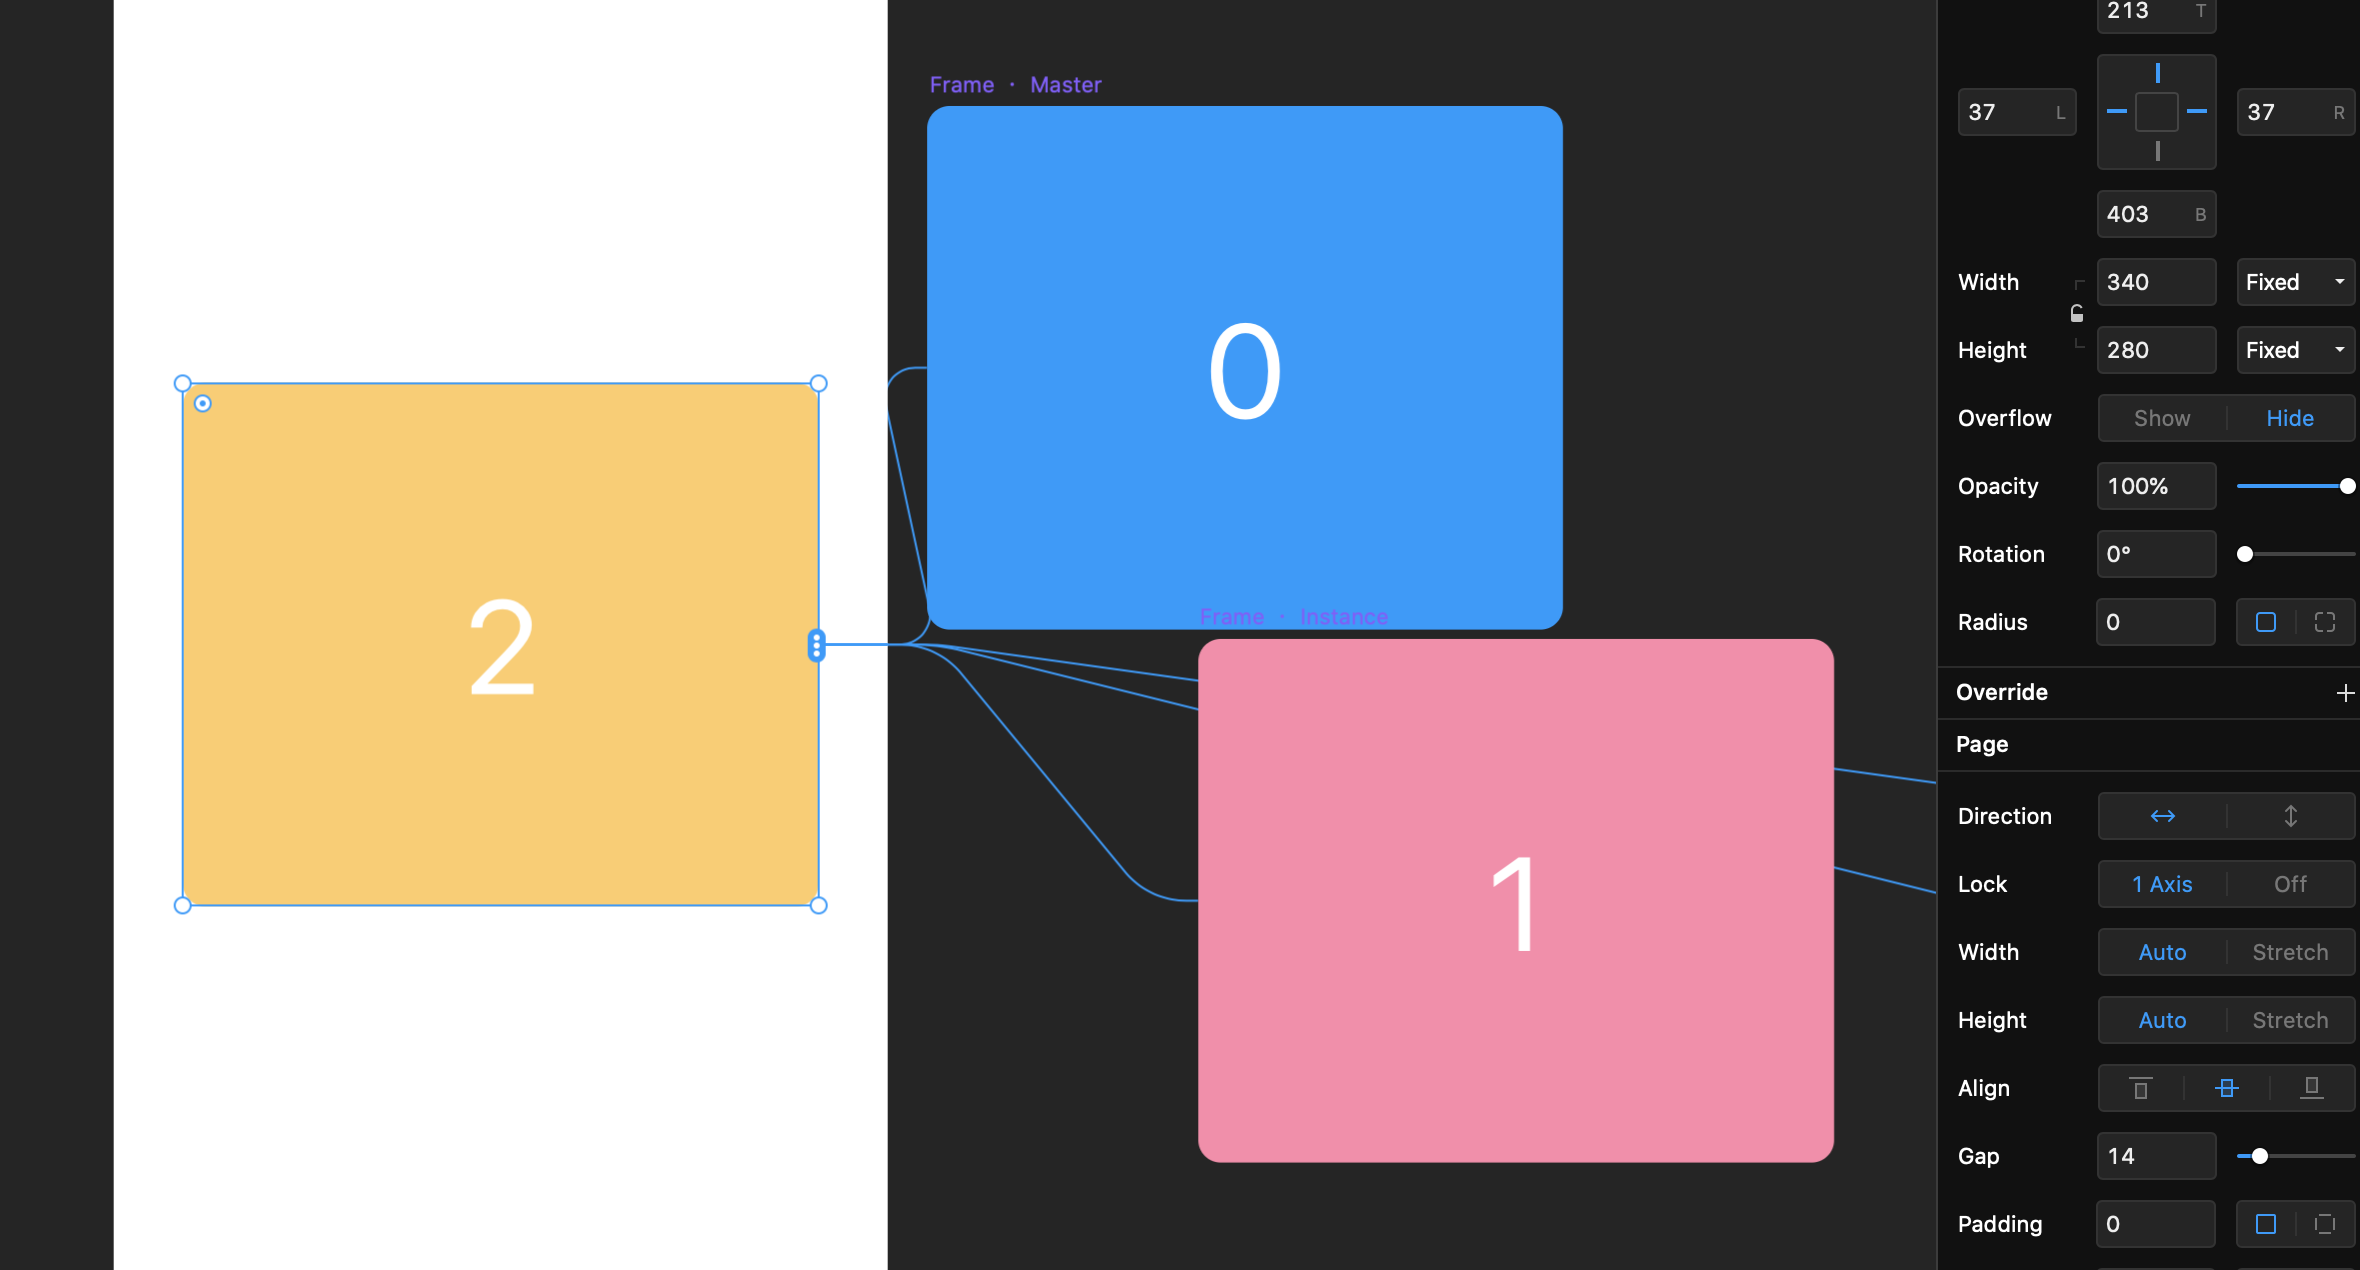 213 T
Frame · Master
37 L
37 R
403 B
0
Width 340 Fixed
Height 280 Fixed
Overflow Show Hide
Opacity 100%
Rotation 0°
Frame · Instance
Radius 0
2
Override +
Page
Direction
1
Lock 1 Axis Off
Width Auto Stretch
Height Auto Stretch
Align
Gap 14
Padding 0